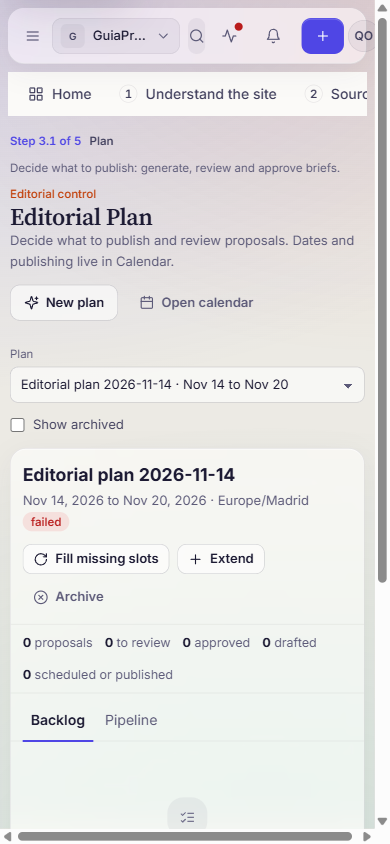 G GuiaPr... QO
Home 1 Understand the site 2
Step 3.1 of 5 Plan
Decide what to publish: generate, review and approve briefs.
Editorial control
Editorial Plan
Decide what to publish and review proposals. Dates and
publishing live in Calendar.
New plan Open calendar
Plan
Editorial plan 2026-11-14 · Nov 14 to Nov 20
Show archived
Editorial plan 2026-11-14
Nov 14, 2026 to Nov 20, 2026 · Europe/Madrid
failed
Fill missing slots Extend
Archive
0 proposals 0 to review 0 approved 0 drafted
0 scheduled or published
Backlog Pipeline